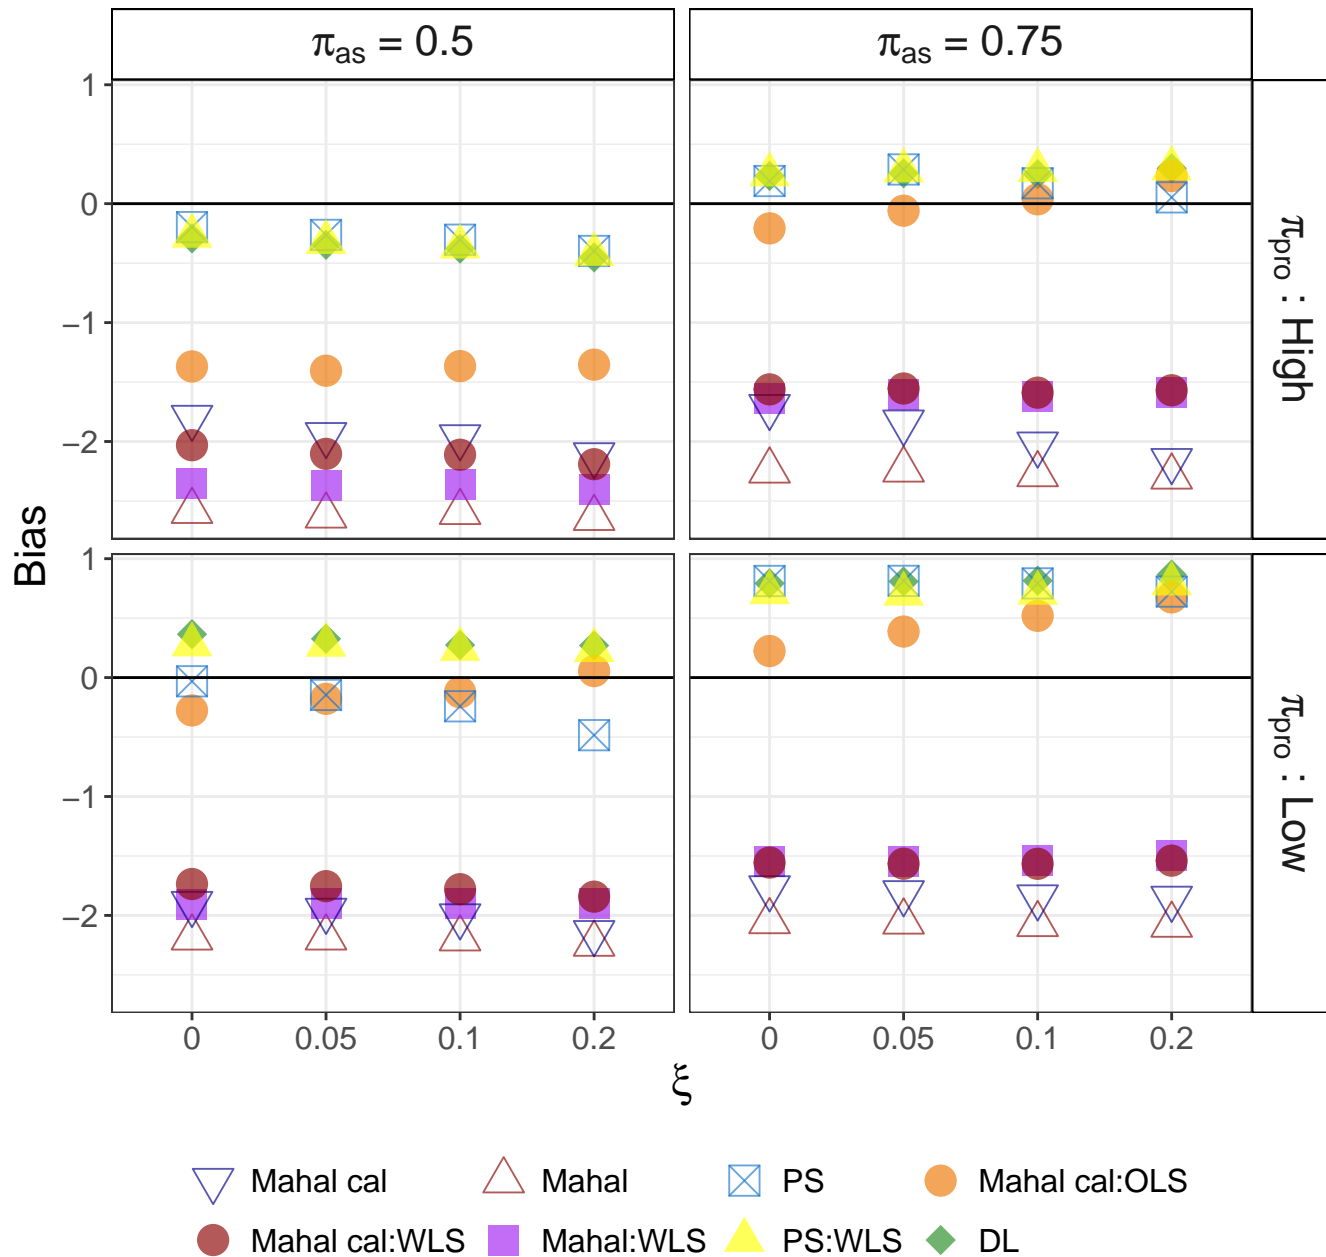 π_as = 0.5
π_as = 0.75
1
0
−1
−2
π_pro : High
Bias
1
0
−1
−2
π_pro : Low
0 0.05 0.1 0.2
0 0.05 0.1 0.2
ξ
Mahal cal Mahal PS Mahal cal:OLS
Mahal cal:WLS Mahal:WLS PS:WLS DL